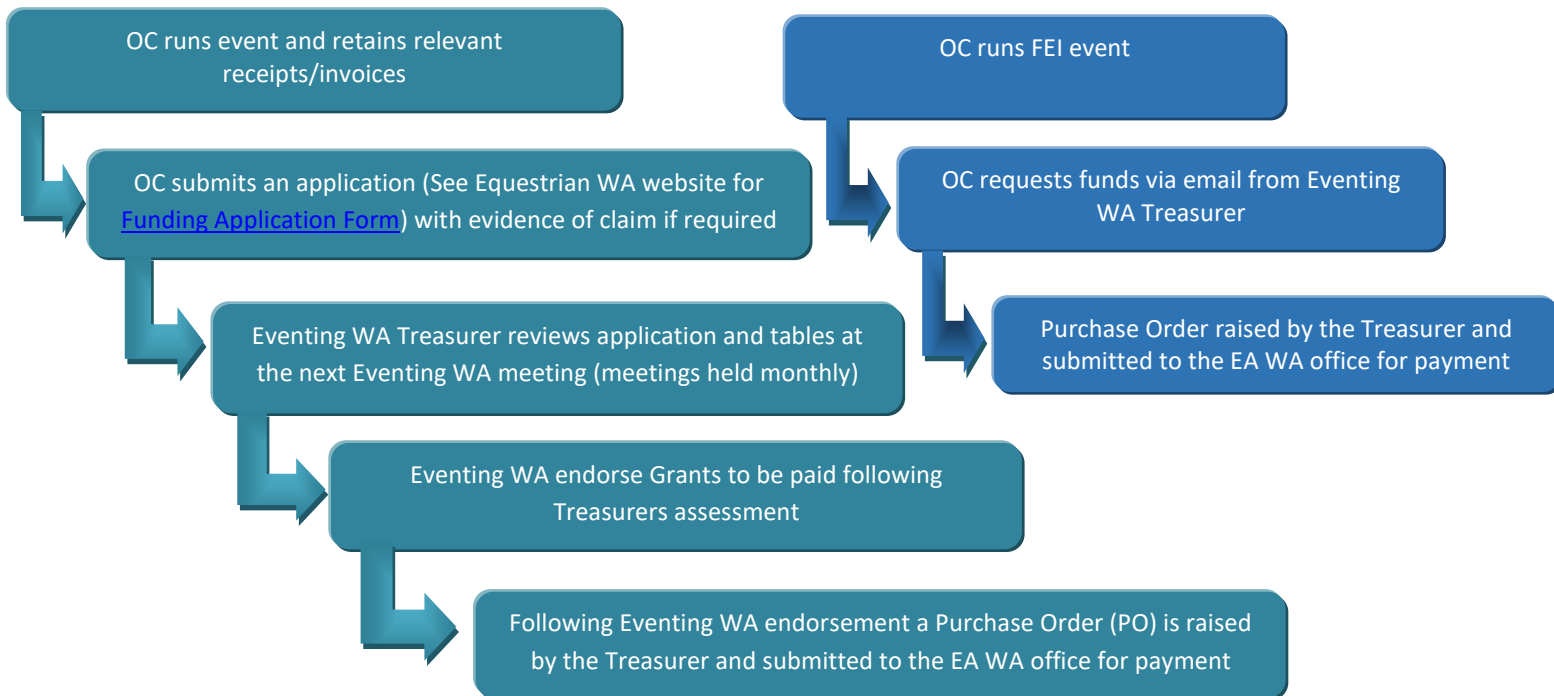 OC runs event and retains relevant
receipts/invoices
OC submits an application (See Equestrian WA website for
Funding Application Form) with evidence of claim if required
Eventing WA Treasurer reviews application and tables at
the next Eventing WA meeting (meetings held monthly)
Eventing WA endorse Grants to be paid following
Treasurers assessment
Following Eventing WA endorsement a Purchase Order (PO) is raised
by the Treasurer and submitted to the EA WA office for payment
OC runs FEI event
OC requests funds via email from Eventing
WA Treasurer
Purchase Order raised by the Treasurer and
submitted to the EA WA office for payment